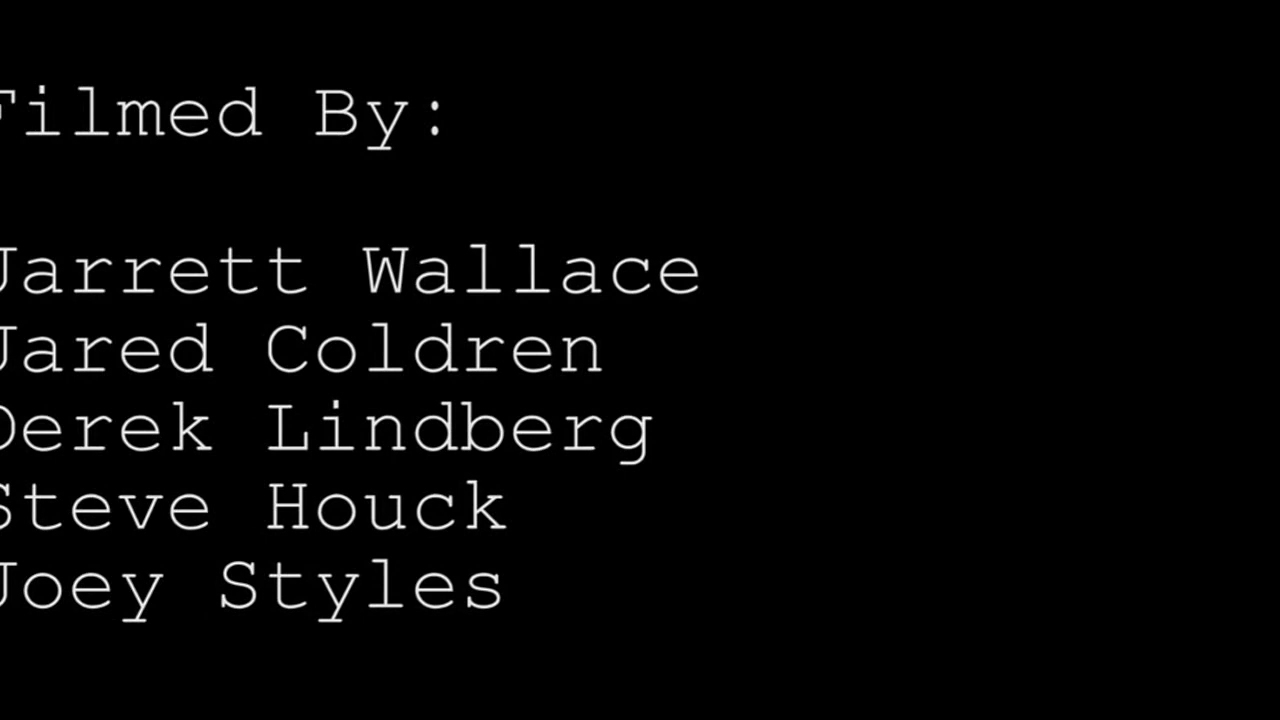 Filmed By:
Jarrett Wallace
Jared Coldren
Derek Lindberg
Steve Houck
Joey Styles